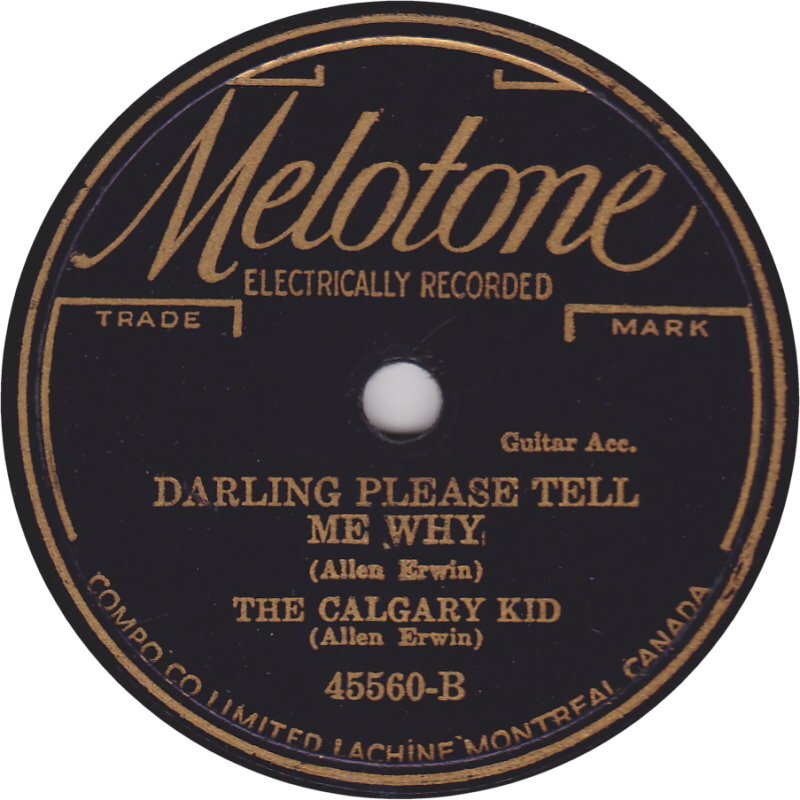 Melotone
ELECTRICALLY RECORDED
TRADE MARK
Guitar Acc.
DARLING PLEASE TELL
ME WHY
(Allen Erwin)
THE CALGARY KID
(Allen Erwin)
45560-B
COMPO CO LIMITED LACHINE MONTREAL CANADA